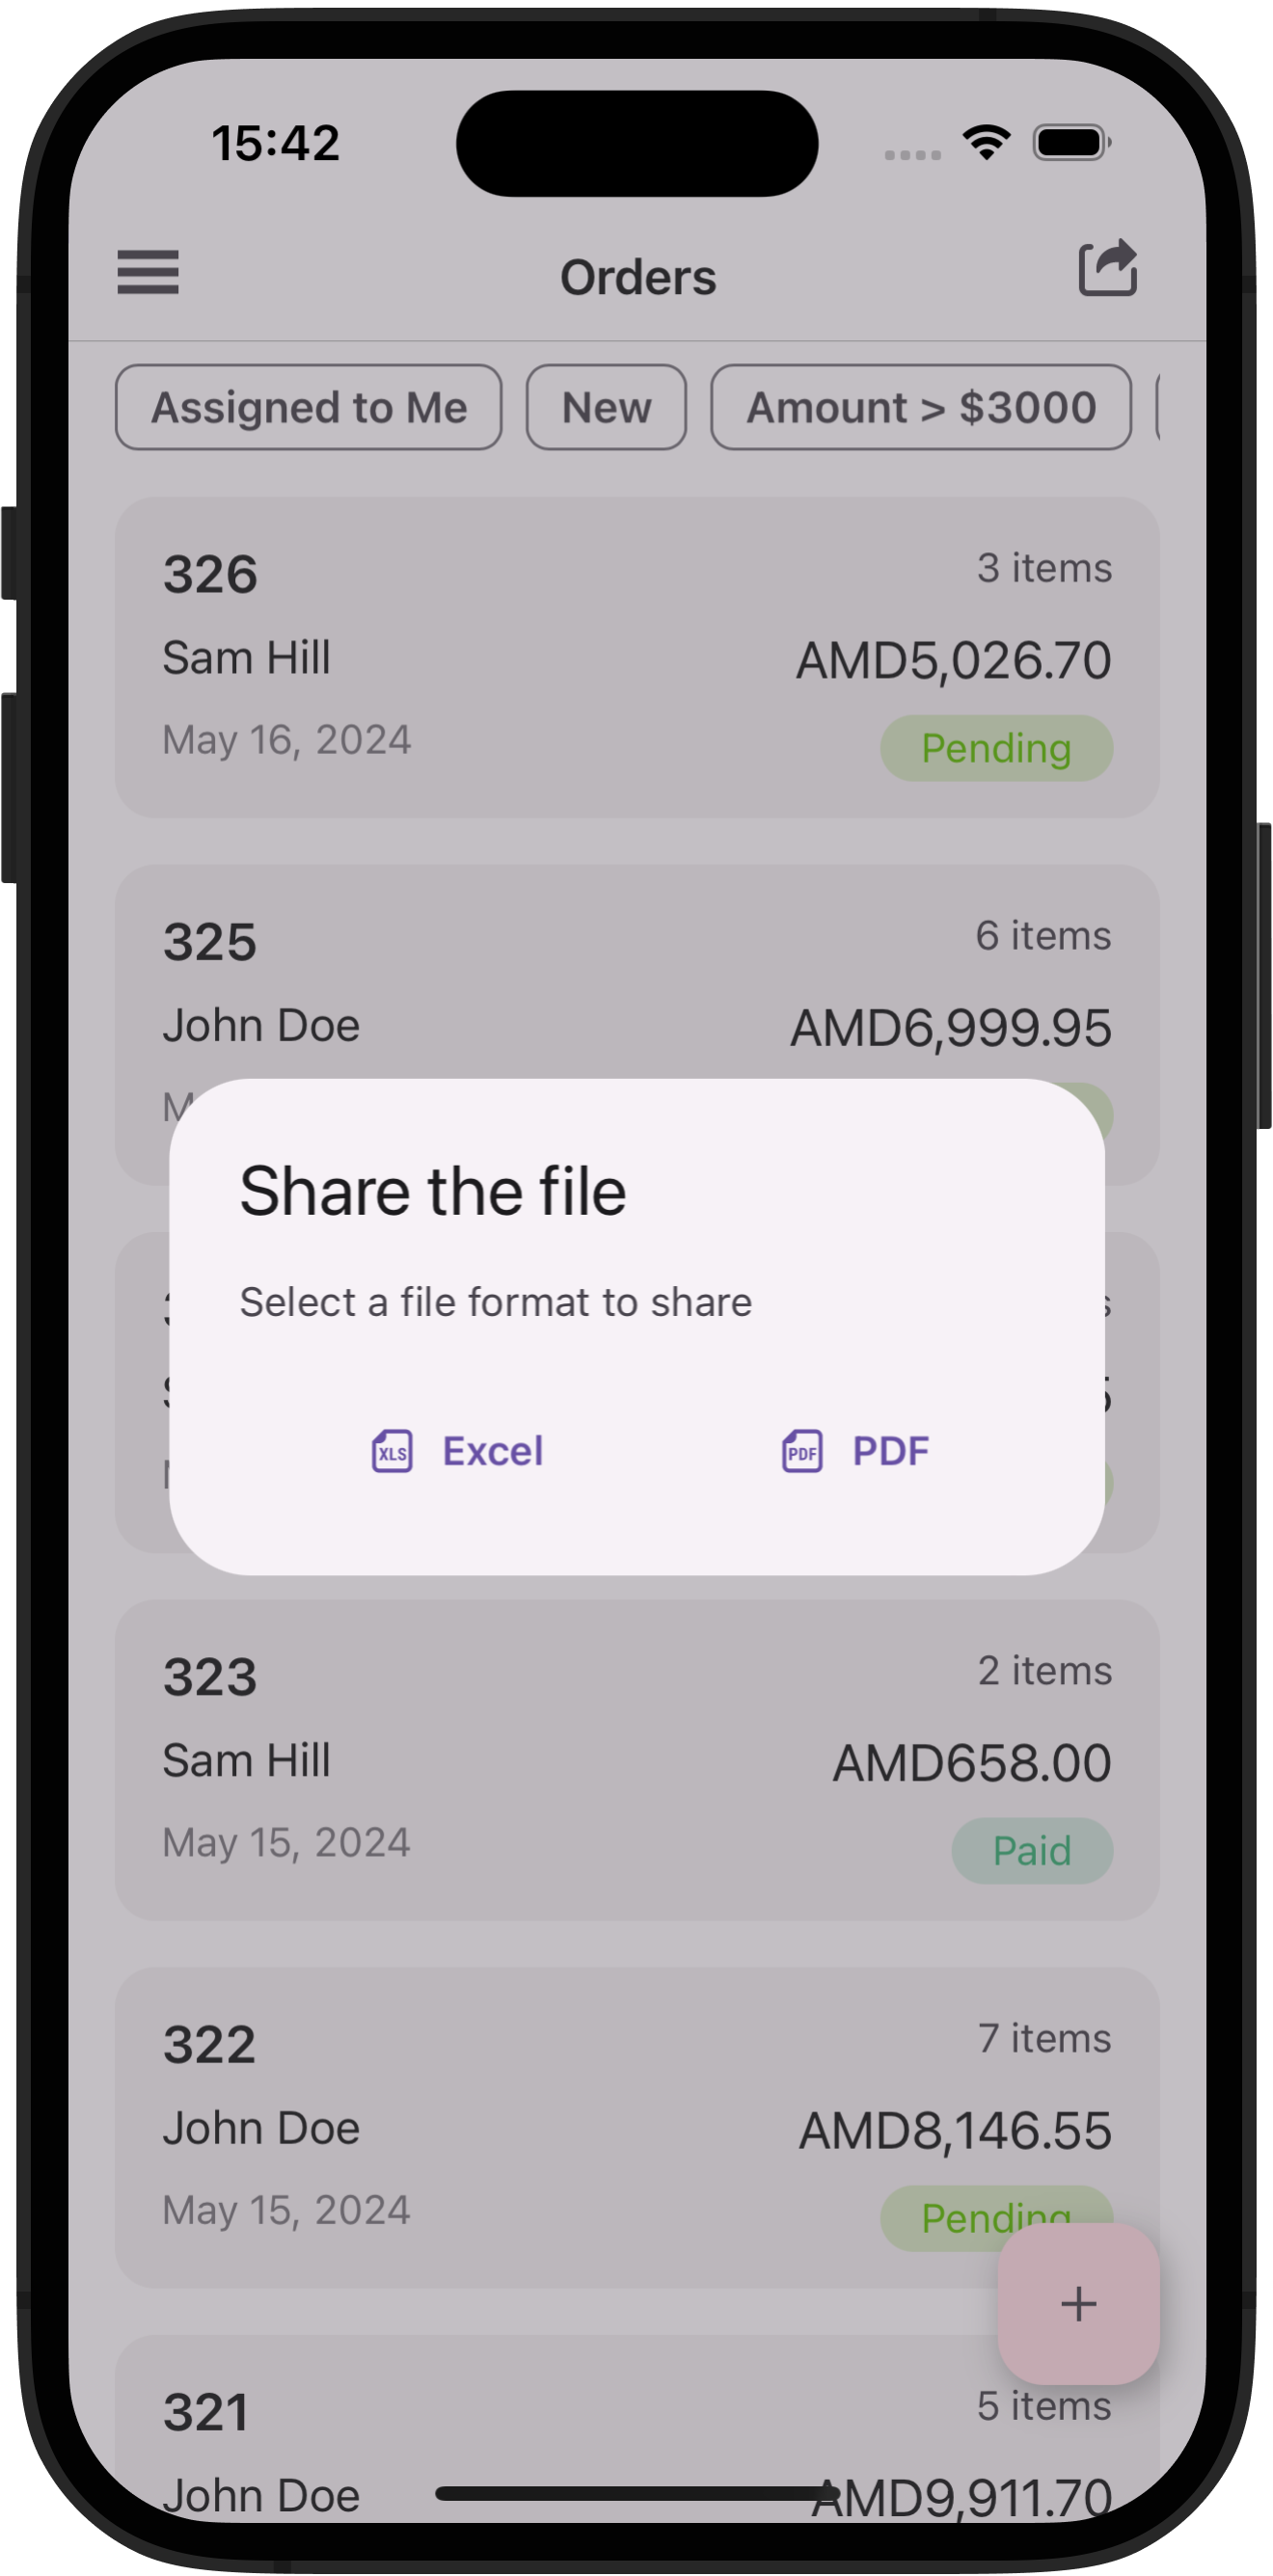 15:42
Orders
Assigned to Me New Amount > $3000
326 3 items
Sam Hill AMD5,026.70
May 16, 2024 Pending
325 6 items
John Doe AMD6,999.95
Share the file
Select a file format to share
XLS Excel PDF PDF
323 2 items
Sam Hill AMD658.00
May 15, 2024 Paid
322 7 items
John Doe AMD8,146.55
May 15, 2024 Pending
+
321 5 items
John Doe AMD9,911.70